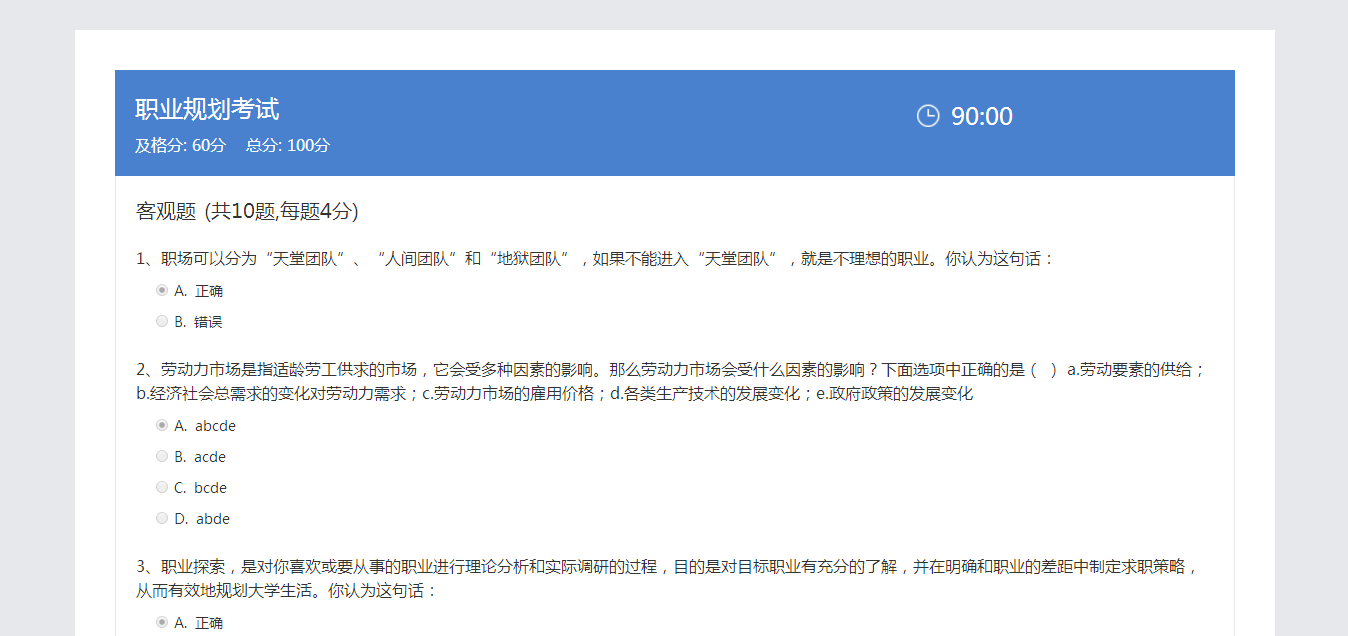 职业规划考试
90:00
及格分: 60分 总分: 100分
客观题 (共10题,每题4分)
1、职场可以分为“天堂团队”、“人间团队”和“地狱团队”，如果不能进入“天堂团队”，就是不理想的职业。你认为这句话：
A. 正确
B. 错误
2、劳动力市场是指适龄劳工供求的市场，它会受多种因素的影响。那么劳动力市场会受什么因素的影响？下面选项中正确的是（ ）a.劳动要素的供给；
b.经济社会总需求的变化对劳动力需求；c.劳动力市场的雇用价格；d.各类生产技术的发展变化；e.政府政策的发展变化
A. abcde
B. acde
C. bcde
D. abde
3、职业探索，是对你喜欢或要从事的职业进行理论分析和实际调研的过程，目的是对目标职业有充分的了解，并在明确和职业的差距中制定求职策略，
从而有效地规划大学生活。你认为这句话：
A. 正确